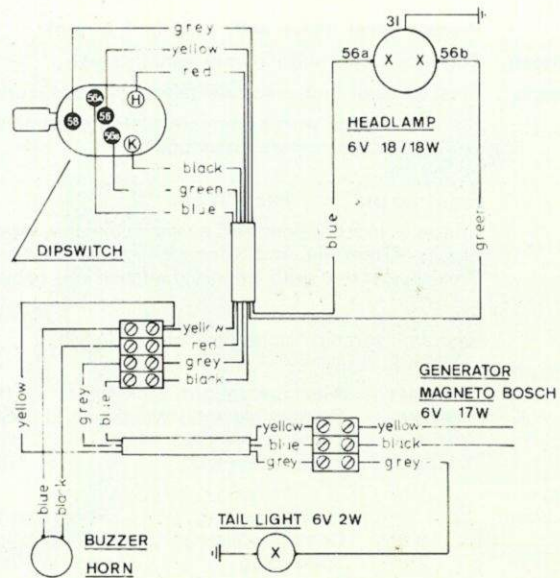 grey
yellow
red
31
56a
X X
56b
56A
H
58
56
56B
K
HEADLAMP
6V 18/18W
black
green
blue
DIPSWITCH
blue
green
yellow
red
grey
black
yellow
grey
blue
GENERATOR
MAGNETO BOSCH
6V 17W
yellow
yellow
blue
black
grey
grey
blue
black
TAIL LIGHT 6V 2W
X
BUZZER
HORN